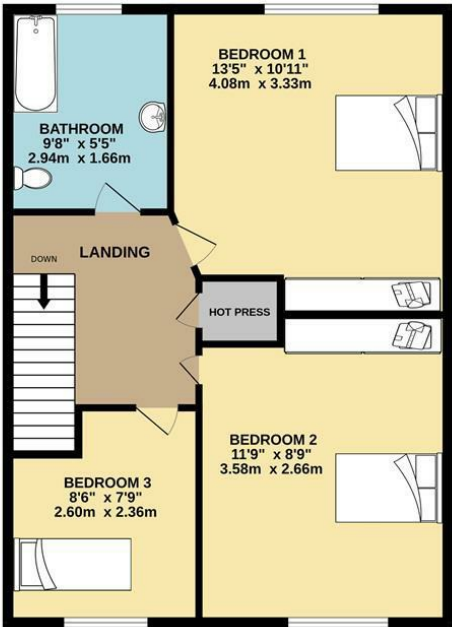 BEDROOM 1
13'5" x 10'11"
4.08m x 3.33m
BATHROOM
9'8" x 5'5"
2.94m x 1.66m
LANDING
DOWN
HOT PRESS
BEDROOM 2
11'9" x 8'9"
3.58m x 2.66m
BEDROOM 3
8'6" x 7'9"
2.60m x 2.36m